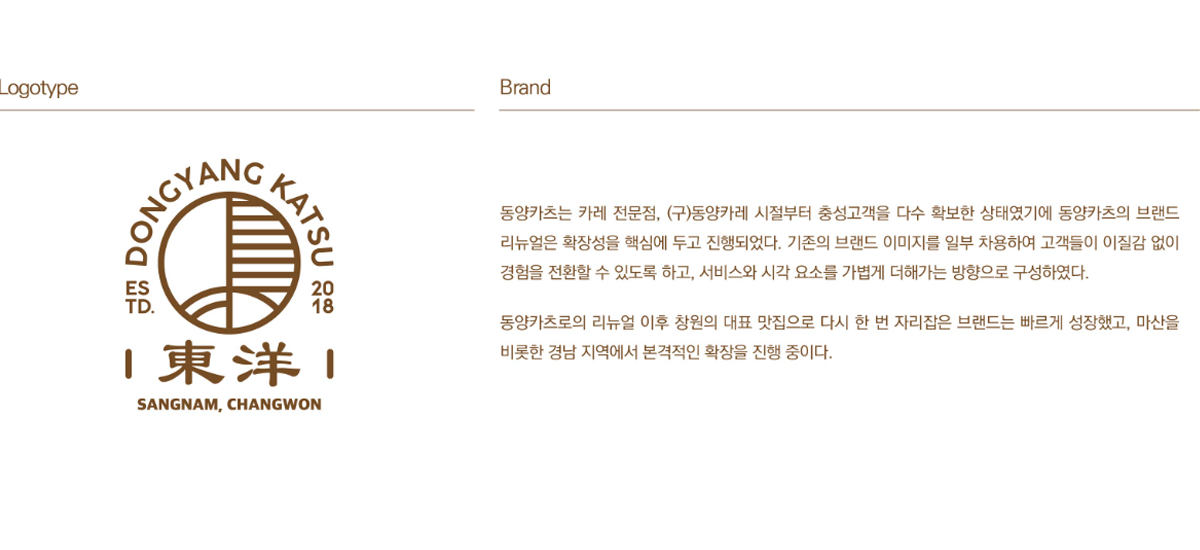 Logotype
Brand
DONGYANG KATSU
ESTD.
2018
東洋
SANGNAM, CHANGWON
동양카츠는 카레 전문점, (구)동양카레 시절부터 충성고객을 다수 확보한 상태였기에 동양카츠의 브랜드
리뉴얼은 확장성을 핵심에 두고 진행되었다. 기존의 브랜드 이미지를 일부 차용하여 고객들이 이질감 없이
경험을 전환할 수 있도록 하고, 서비스와 시각 요소를 가볍게 더해가는 방향으로 구성하였다.
동양카츠로의 리뉴얼 이후 창원의 대표 맛집으로 다시 한 번 자리잡은 브랜드는 빠르게 성장했고, 마산을
비롯한 경남 지역에서 본격적인 확장을 진행 중이다.